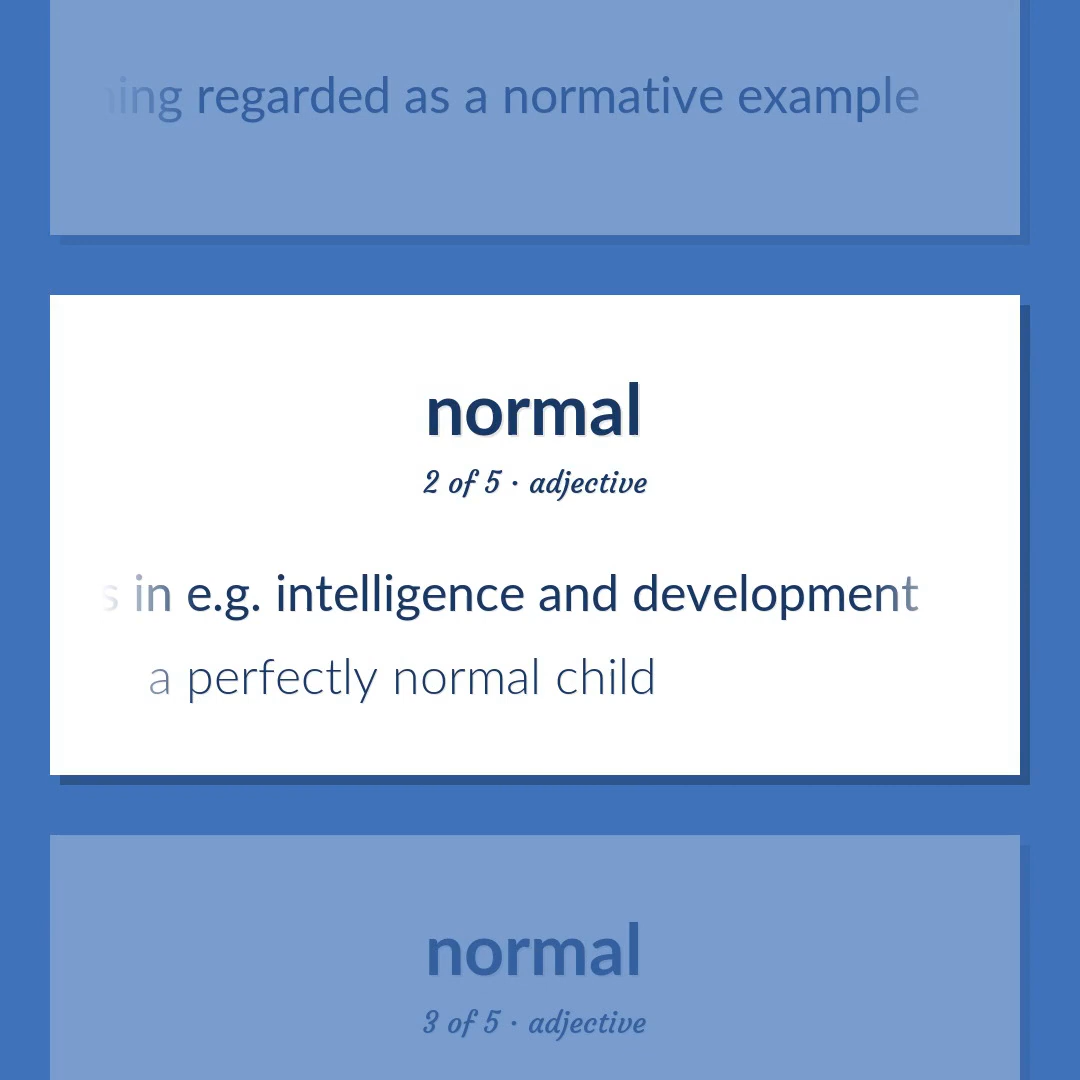 regarded as a normative example
normal
2 of 5 · adjective
in e.g. intelligence and development
a perfectly normal child
normal
3 of 5 · adjective